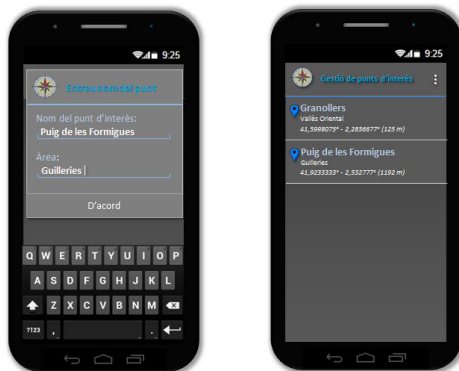 9:25
Entreu nom del punt
Nom del punt d'interès:
Puig de les Formigues
Àrea:
Guilleries
D'acord
Q W E R T Y U I O P
A S D F G H J K L
Z X C V B N M
?123 , .
9:25
Gestió de punts d'interès
Granollers
Vallès Oriental
41,5998075° - 2,2836677° (125 m)
Puig de les Formigues
Guilleries
41,9233333° - 2,532777° (1192 m)